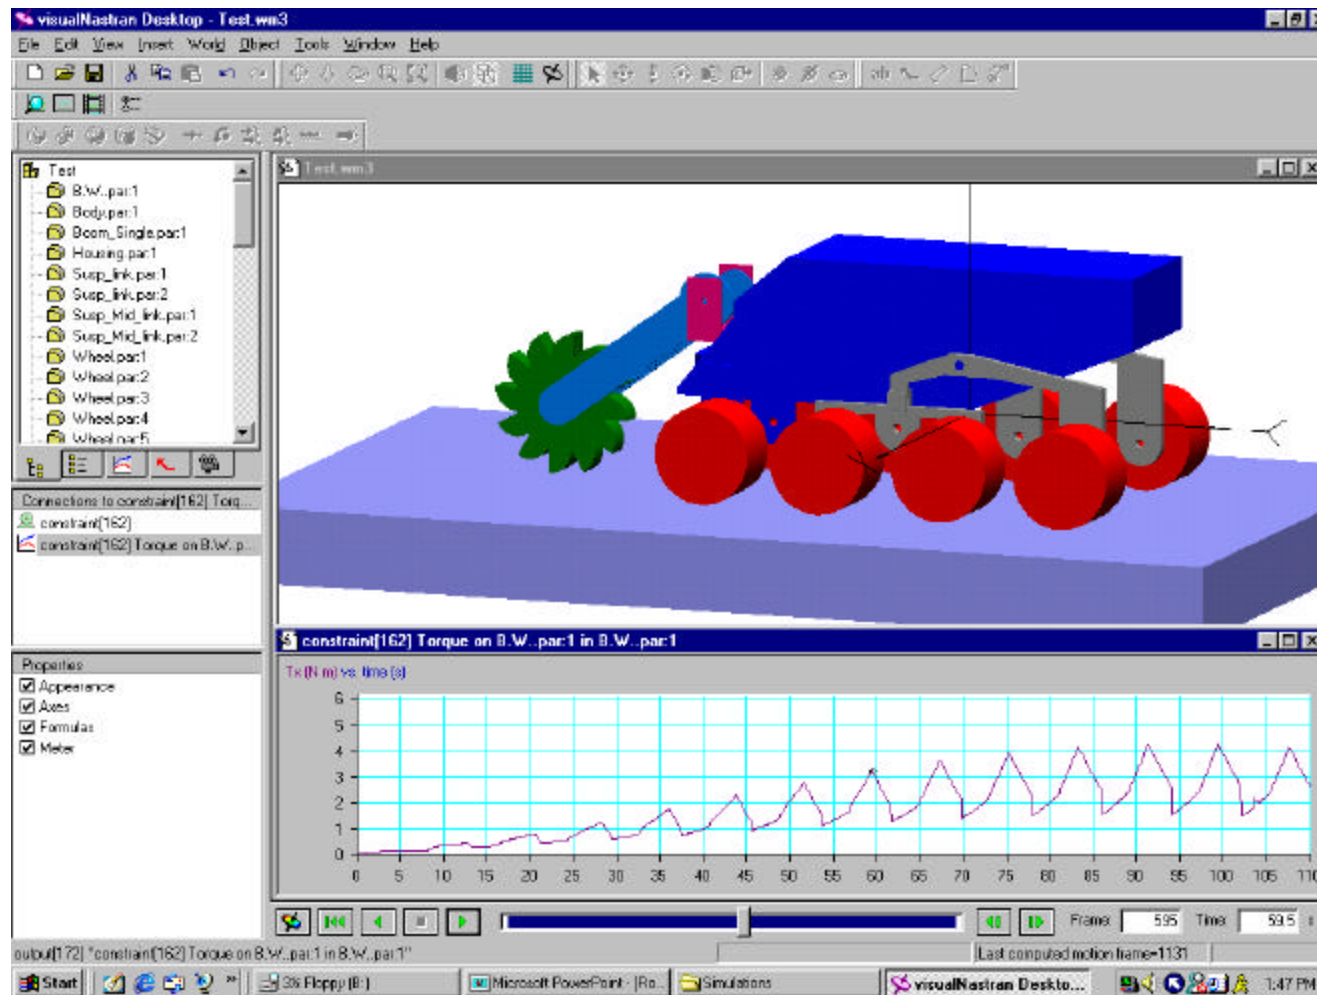 visualNastran Desktop - Test.wm3
File Edit View Insert World Object Tools Window Help
Test
B.W..par:1
Body.par:1
Boom_Single.par:1
Housing.par:1
Susp_link.par:1
Susp_link.par:2
Susp_Mid_link.par:1
Susp_Mid_link.par:2
Wheel.par:1
Wheel.par:2
Wheel.par:3
Wheel.par:4
Wheel.par:5
Connections to constraint[162] Torq...
constraint[162]
constraint[162] Torque on B.W..p...
Properties
Appearance
Axes
Formulas
Meter
Test.wm3
constraint[162] Torque on B.W..par:1 in B.W..par:1
Tx (N m) vs. time (s)
6
5
4
3
2
1
0
0 5 10 15 20 25 30 35 40 45 50 55 60 65 70 75 80 85 90 95 100 105 110
Frame: 595 Time: 59.5 s
output[172] "constraint[162] Torque on B.W..par:1 in B.W..par:1"
Last computed motion frame=1131
Start
3½ Floppy (B:)
Microsoft PowerPoint - [Ro...
Simulations
visualNastran Deskto...
1:47 PM